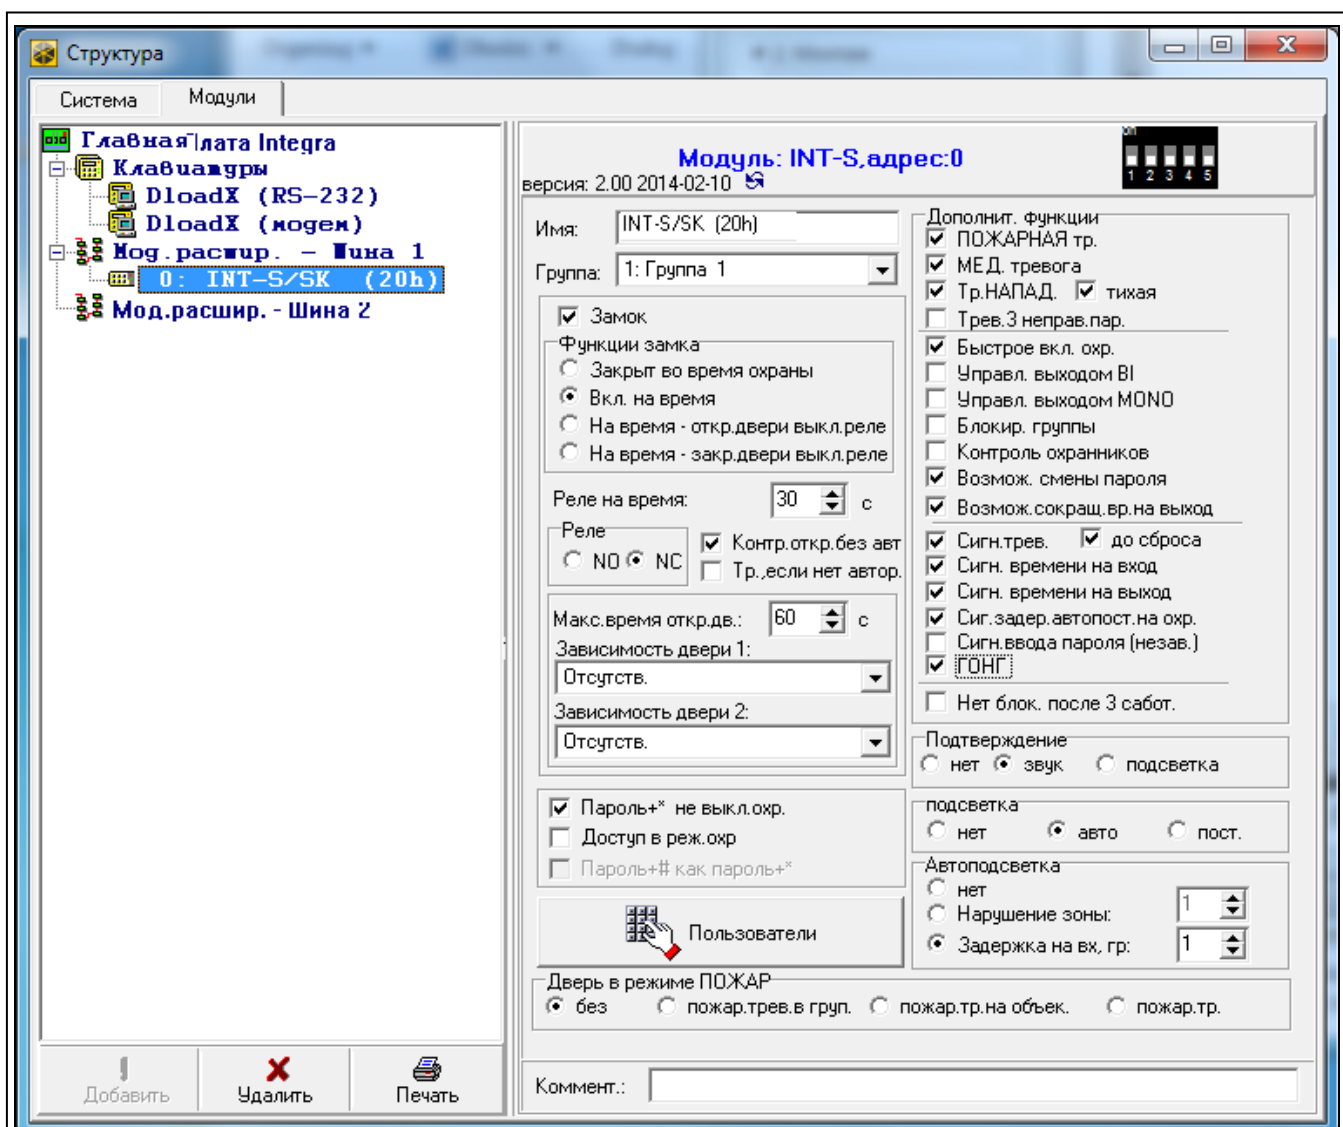 Структура
Система Модули
Главная лата Integra
Клавиатуры
DloadX (RS-232)
DloadX (модем)
Мод.расшир. - Шина 1
0: INT-S/SK (20h)
Мод.расшир. - Шина 2
Добавить Удалить Печать
Модуль: INT-S,адрес:0
версия: 2.00 2014-02-10
on
1 2 3 4 5
Имя: INT-S/SK (20h)
Группа: 1: Группа 1
Замок
Функции замка
Закрыт во время охраны
Вкл. на время
На время - откр.двери выкл.реле
На время - закр.двери выкл.реле
Реле на время: 30 с
Реле
NO NC
Контр.откр.без авт
Тр.,если нет автор.
Макс.время откр.дв.: 60 с
Зависимость двери 1:
Отсутств.
Зависимость двери 2:
Отсутств.
Пароль+* не выкл.охр.
Доступ в реж.охр
Пароль+# как пароль+*
Пользователи
Дополнит. функции
ПОЖАРНАЯ тр.
МЕД. тревога
Тр.НАПАД. тихая
Трев.3 неправ.пар.
Быстрое вкл. охр.
Управл. выходом BI
Управл. выходом MONO
Блокир. группы
Контроль охранников
Возмож. смены пароля
Возмож.сокращ.вр.на выход
Сигн.трев. до сброса
Сигн. времени на вход
Сигн. времени на выход
Сиг.задер.автопост.на охр.
Сигн.ввода пароля (незав.)
ГОНГ
Нет блок. после 3 сабот.
Подтверждение
нет звук подсветка
подсветка
нет авто пост.
Автоподсветка
нет
Нарушение зоны: 1
Задержка на вх, гр: 1
Дверь в режиме ПОЖАР
без пожар.трев.в груп. пожар.тр.на объек. пожар.тр.
Коммент.: